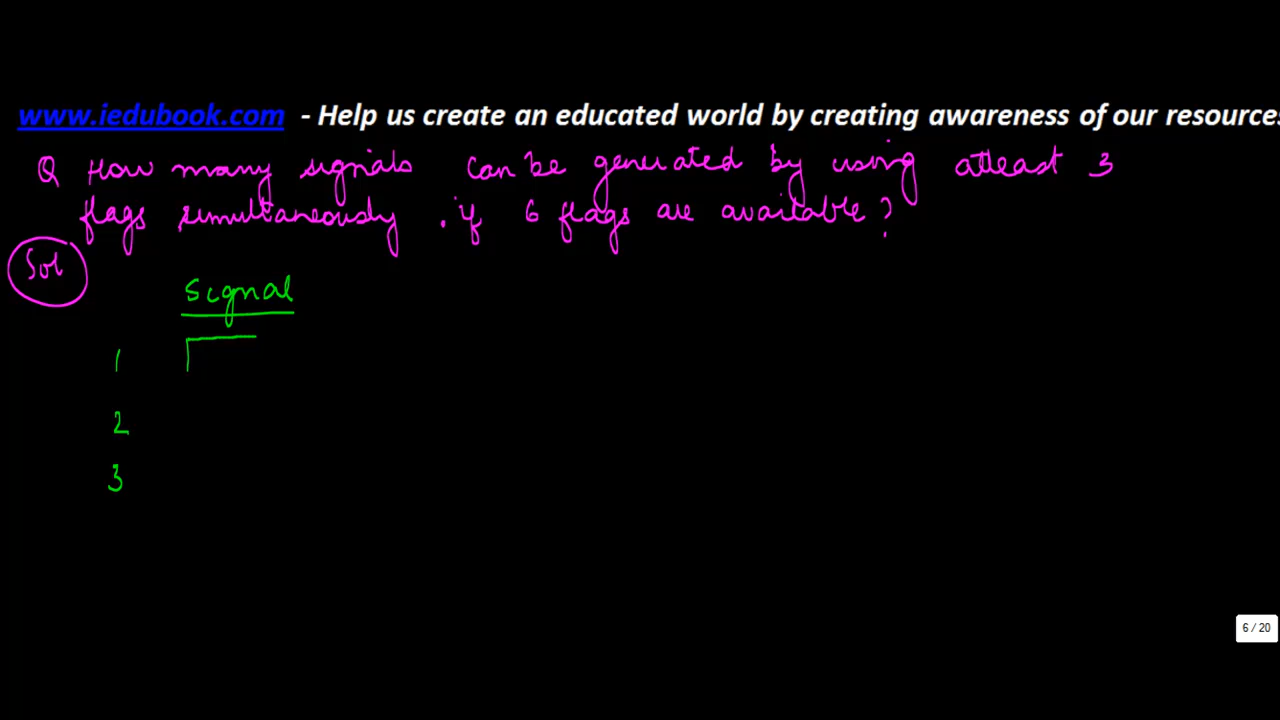 www.iedubook.com - Help us create an educated world by creating awareness of our resources
Q How many signals can be generated by using atleast 3
flags simultaneously . if 6 flags are available?
Sol
Signal
1
2
3
6 / 20